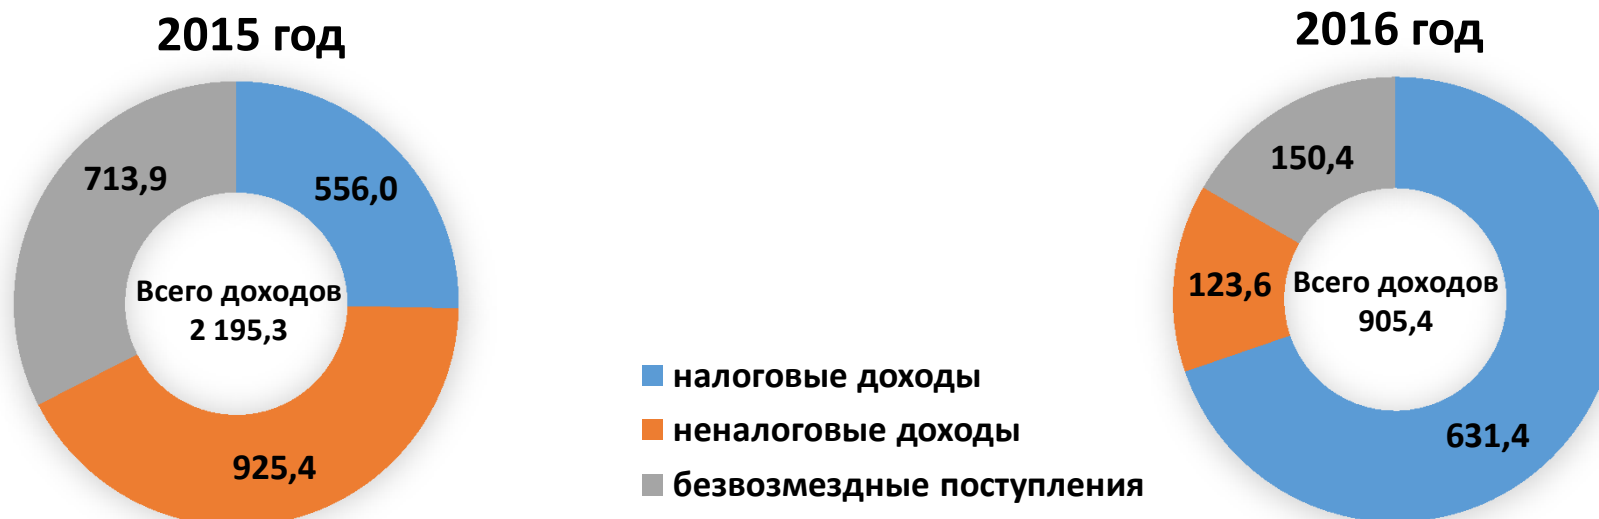 2015 год
713,9
556,0
Всего доходов
2 195,3
925,4
налоговые доходы
неналоговые доходы
безвозмездные поступления
2016 год
150,4
123,6
Всего доходов
905,4
631,4